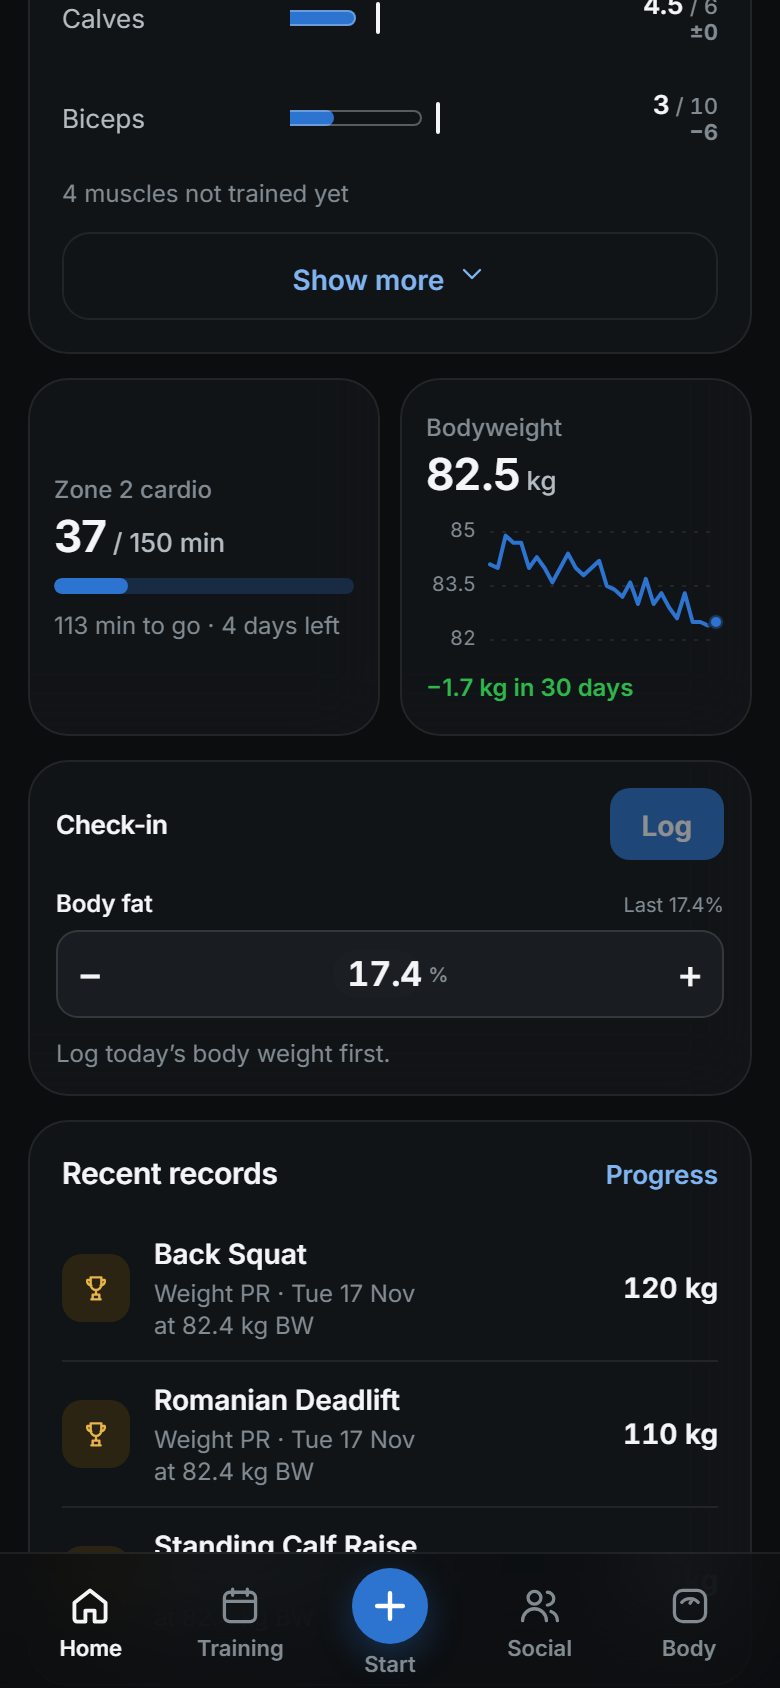 Calves
4.5 / 6
±0
Biceps
3 / 10
−6
4 muscles not trained yet
Show more
Zone 2 cardio
37 / 150 min
113 min to go · 4 days left
Bodyweight
82.5 kg
85
83.5
82
−1.7 kg in 30 days
Check-in
Log
Body fat
Last 17.4%
− 17.4 % +
Log today’s body weight first.
Recent records
Progress
Back Squat
Weight PR · Tue 17 Nov
at 82.4 kg BW
120 kg
Romanian Deadlift
Weight PR · Tue 17 Nov
at 82.4 kg BW
110 kg
Standing Calf Raise
Home
Training
Start
Social
Body